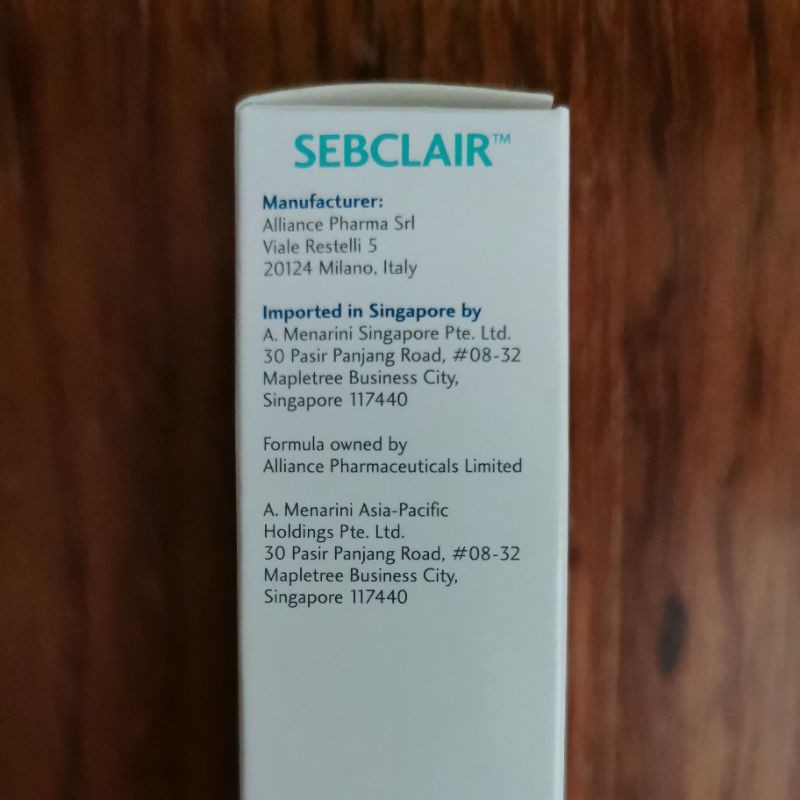 SEBCLAIR™
Manufacturer:
Alliance Pharma Srl
Viale Restelli 5
20124 Milano, Italy
Imported in Singapore by
A. Menarini Singapore Pte. Ltd.
30 Pasir Panjang Road, #08-32
Mapletree Business City,
Singapore 117440
Formula owned by
Alliance Pharmaceuticals Limited
A. Menarini Asia-Pacific
Holdings Pte. Ltd.
30 Pasir Panjang Road, #08-32
Mapletree Business City,
Singapore 117440